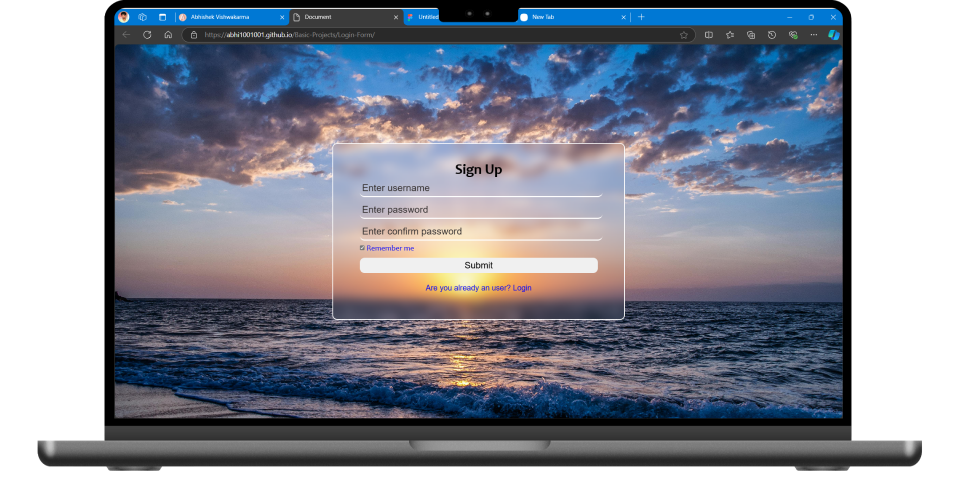 Abhishek Vishwakarma
Document
Untitled
New Tab
https://abhi1001001.github.io/Basic-Projects/Login-Form/
Sign Up
Enter username
Enter password
Enter confirm password
Remember me
Submit
Are you already an user? Login